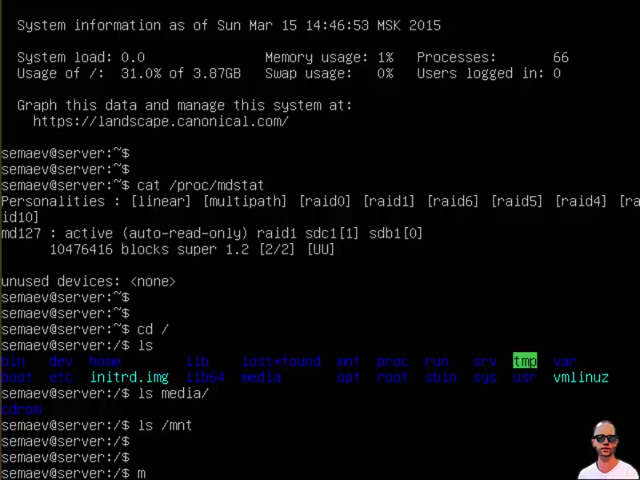 System information as of Sun Mar 15 14:46:53 MSK 2015
System load: 0.0 Memory usage: 1% Processes: 66
Usage of /: 31.0% of 3.87GB Swap usage: 0% Users logged in: 0
Graph this data and manage this system at:
https://landscape.canonical.com/
semaev@server:~$
semaev@server:~$
semaev@server:~$ cat /proc/mdstat
Personalities : [linear] [multipath] [raid0] [raid1] [raid6] [raid5] [raid4] [ra
id10]
md127 : active (auto-read-only) raid1 sdc1[1] sdb1[0]
10476416 blocks super 1.2 [2/2] [UU]
unused devices: <none>
semaev@server:~$
semaev@server:~$
semaev@server:~$ cd /
semaev@server:/$ ls
bin dev home lib lost+found mnt proc run srv tmp var
boot etc initrd.img lib64 media opt root sbin sys usr vmlinuz
semaev@server:/$ ls media/
cdrom
semaev@server:/$ ls /mnt
semaev@server:/$
semaev@server:/$
semaev@server:/$ m